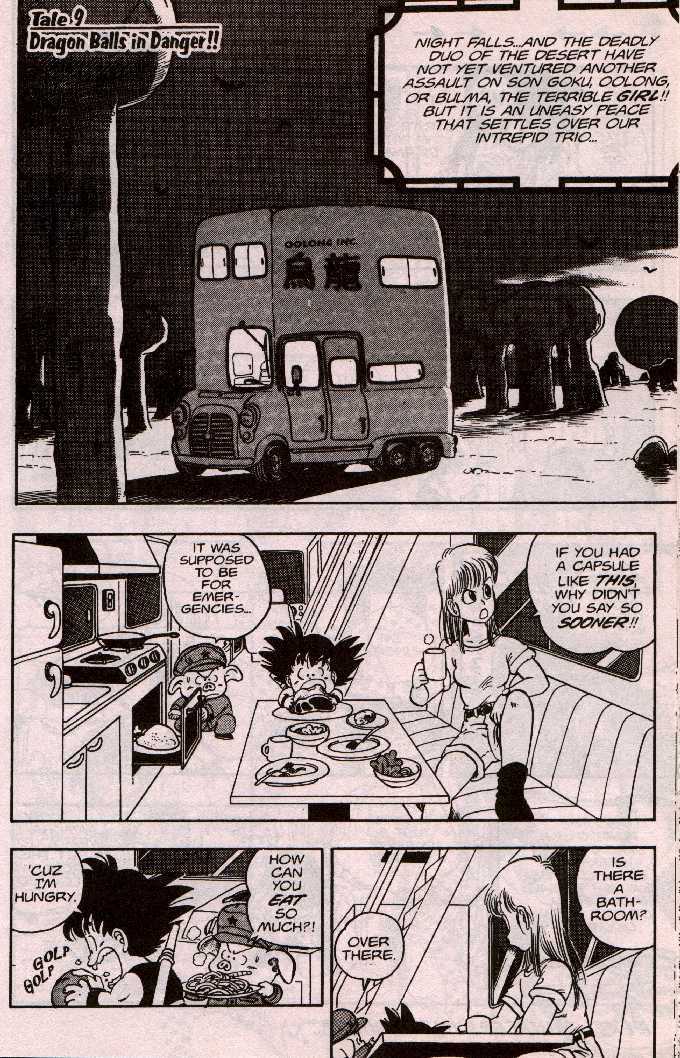 Tale 9
Dragon Balls in Danger!!
NIGHT FALLS...AND THE DEADLY
DUO OF THE DESERT HAVE
NOT YET VENTURED ANOTHER
ASSAULT ON SON GOKU, OOLONG,
OR BULMA, THE TERRIBLE GIRL!!
BUT IT IS AN UNEASY PEACE
THAT SETTLES OVER OUR
INTREPID TRIO...
OOLONG INC.
烏龍
IF YOU HAD
A CAPSULE
LIKE THIS,
WHY DIDN'T
YOU SAY SO
SOONER!!
IT WAS
SUPPOSED
TO BE
FOR
EMER-
GENCIES...
HOW
CAN
YOU
EAT
SO
MUCH?!
'CUZ
I'M
HUNGRY.
GOLP
GOLP
IS
THERE
A
BATH-
ROOM?
OVER
THERE.